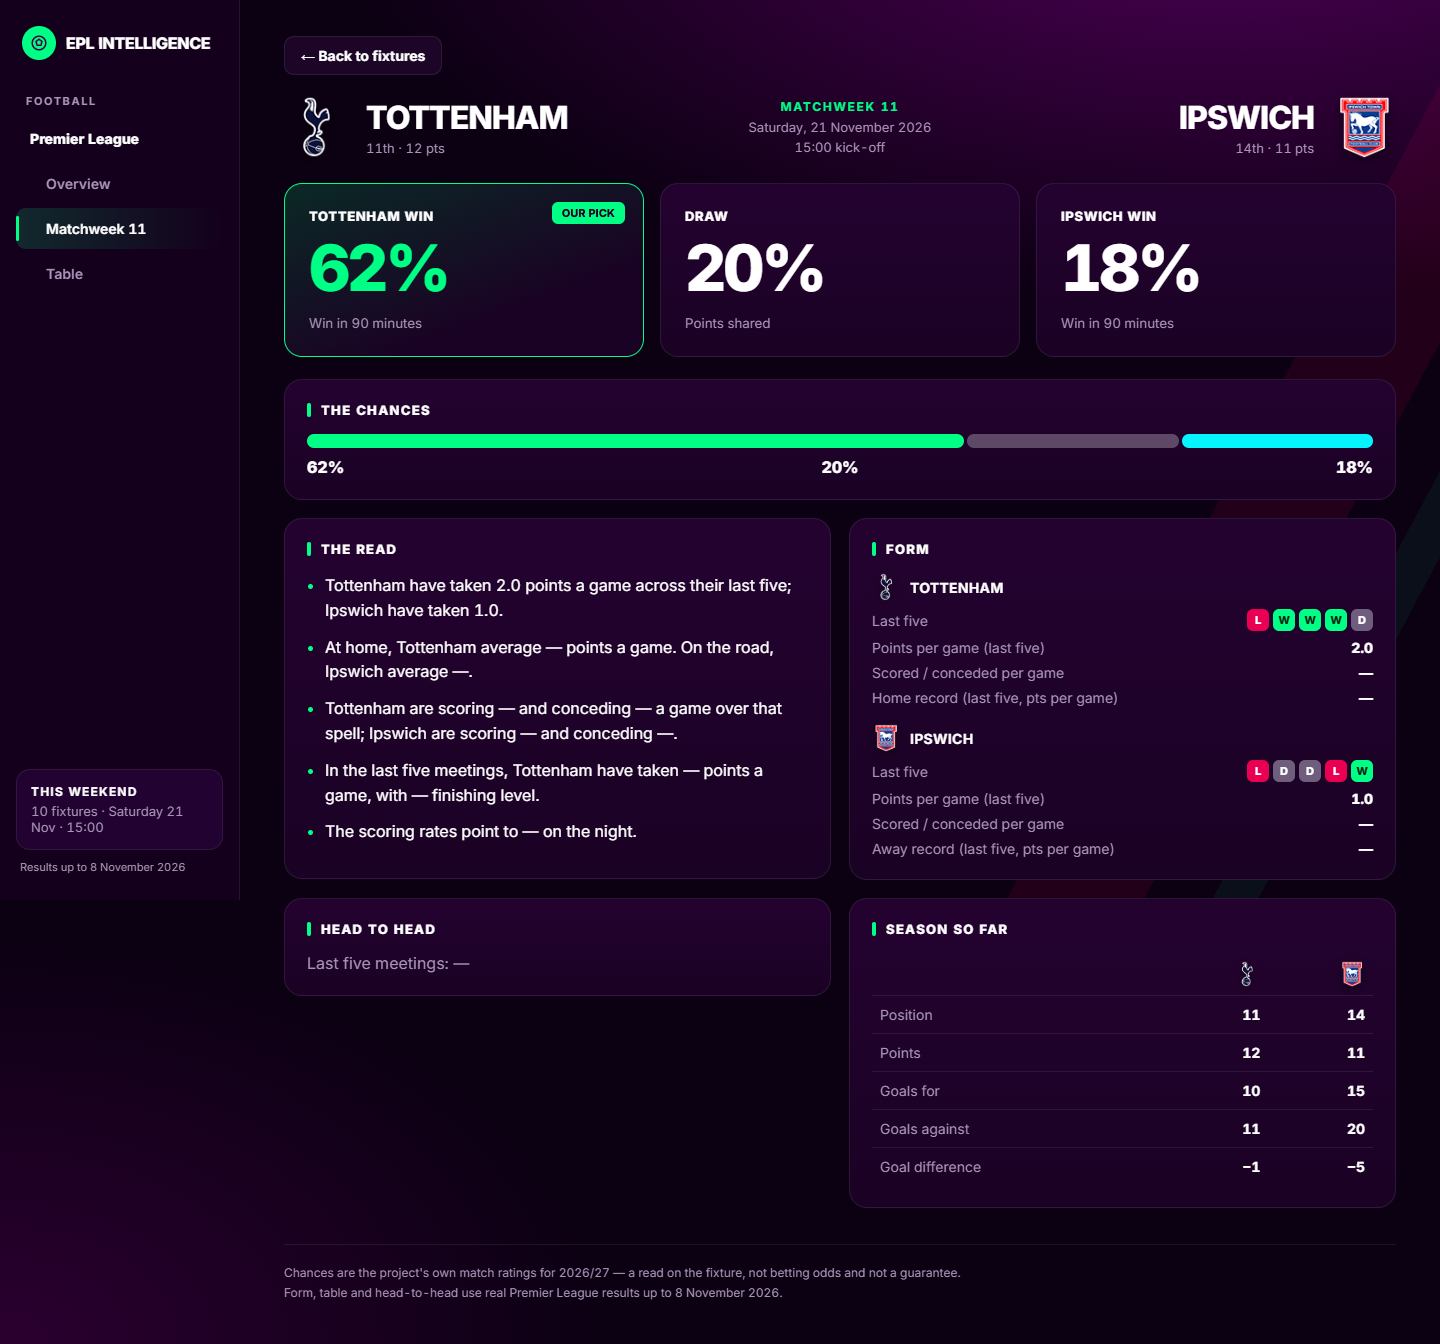 EPL INTELLIGENCE
FOOTBALL
Premier League
Overview
Matchweek 11
Table
THIS WEEKEND
10 fixtures · Saturday 21
Nov · 15:00
Results up to 8 November 2026
← Back to fixtures
TOTTENHAM
11th · 12 pts
MATCHWEEK 11
Saturday, 21 November 2026
15:00 kick-off
IPSWICH
14th · 11 pts
TOTTENHAM WIN
OUR PICK
62%
Win in 90 minutes
DRAW
20%
Points shared
IPSWICH WIN
18%
Win in 90 minutes
THE CHANCES
62% 20% 18%
THE READ
• Tottenham have taken 2.0 points a game across their last five;
Ipswich have taken 1.0.
• At home, Tottenham average — points a game. On the road,
Ipswich average —.
• Tottenham are scoring — and conceding — a game over that
spell; Ipswich are scoring — and conceding —.
• In the last five meetings, Tottenham have taken — points a
game, with — finishing level.
• The scoring rates point to — on the night.
FORM
TOTTENHAM
Last five L W W W D
Points per game (last five) 2.0
Scored / conceded per game —
Home record (last five, pts per game) —
IPSWICH
Last five L D D L W
Points per game (last five) 1.0
Scored / conceded per game —
Away record (last five, pts per game) —
HEAD TO HEAD
Last five meetings: —
SEASON SO FAR
Position 11 14
Points 12 11
Goals for 10 15
Goals against 11 20
Goal difference −1 −5
Chances are the project's own match ratings for 2026/27 — a read on the fixture, not betting odds and not a guarantee.
Form, table and head-to-head use real Premier League results up to 8 November 2026.